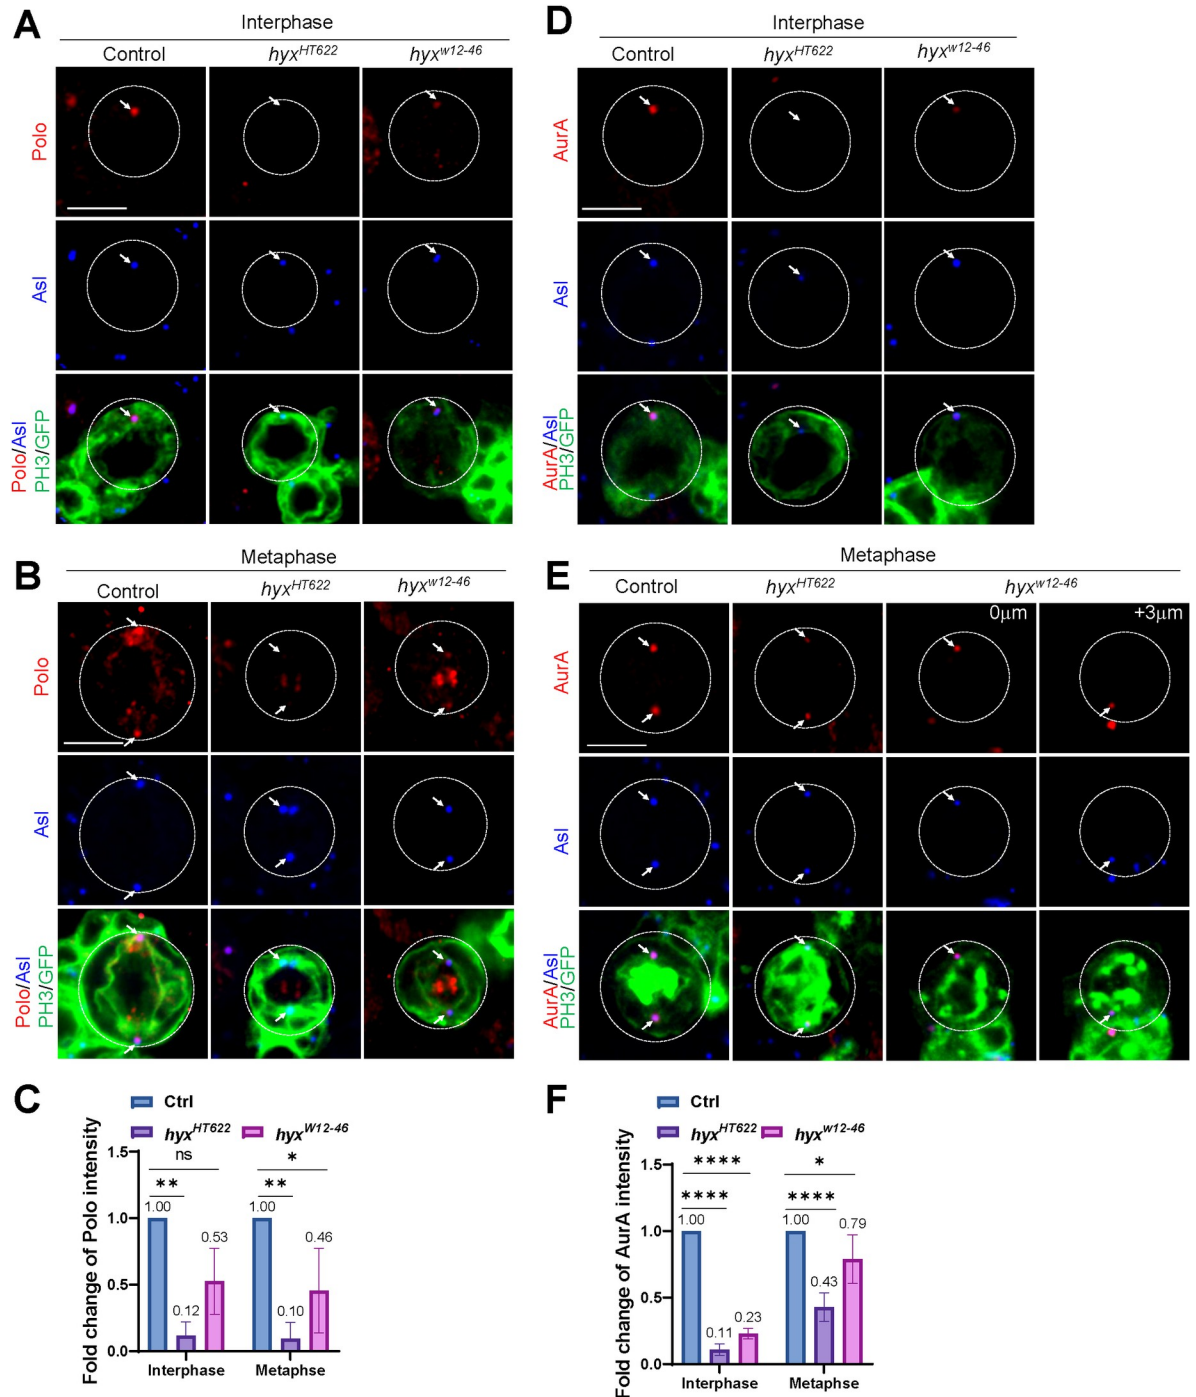 A
Interphase
Control
hyxHT622
hyxw12-46
Polo
Asl
Polo/Asl
PH3/GFP
B
Metaphase
Control
hyxHT622
hyxw12-46
Polo
Asl
Polo/Asl
PH3/GFP
C
Ctrl
hyxHT622
hyxW12-46
Fold change of Polo intensity
1.5
1.0
0.5
0.0
ns
**
1.00
0.12
0.53
*
**
1.00
0.10
0.46
Interphase
Metaphse
D
Interphase
Control
hyxHT622
hyxw12-46
AurA
Asl
AurA/Asl
PH3/GFP
E
Metaphase
Control
hyxHT622
hyxw12-46
0μm
+3μm
AurA
Asl
AurA/Asl
PH3/GFP
F
Ctrl
hyxHT622
hyxw12-46
Fold change of AurA intensity
1.5
1.0
0.5
0.0
****
****
1.00
0.11
0.23
*
****
1.00
0.43
0.79
Interphase
Metaphase